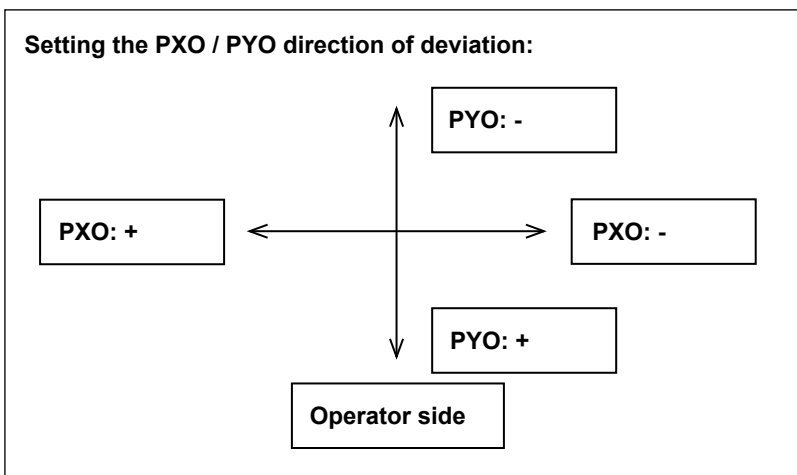 Setting the PXO / PYO direction of deviation:
PYO: -
PXO: +
PXO: -
PYO: +
Operator side